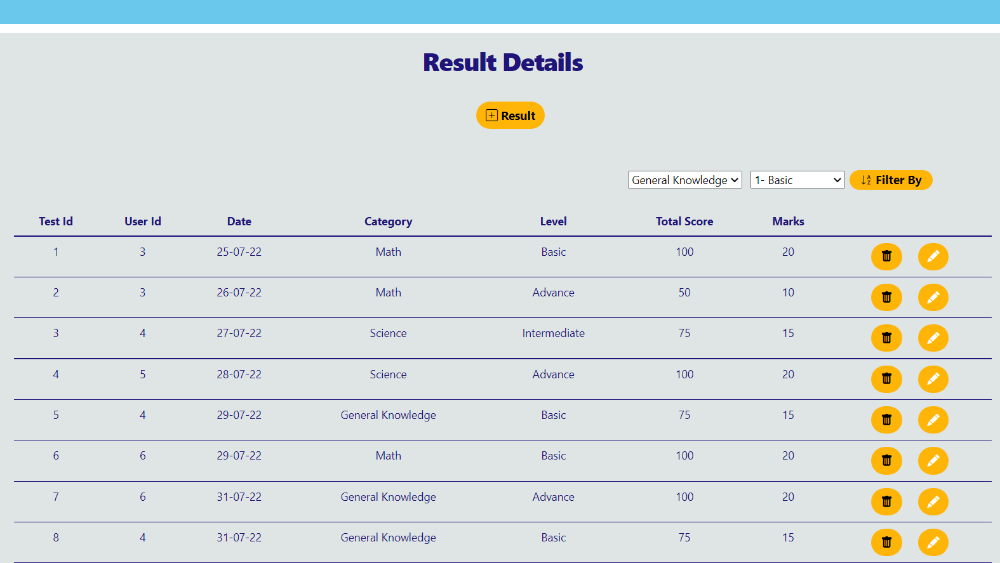 Result Details
Result
General Knowledge 1- Basic Filter By
Test Id User Id Date Category Level Total Score Marks
1 3 25-07-22 Math Basic 100 20
2 3 26-07-22 Math Advance 50 10
3 4 27-07-22 Science Intermediate 75 15
4 5 28-07-22 Science Advance 100 20
5 4 29-07-22 General Knowledge Basic 75 15
6 6 29-07-22 Math Basic 100 20
7 6 31-07-22 General Knowledge Advance 100 20
8 4 31-07-22 General Knowledge Basic 75 15